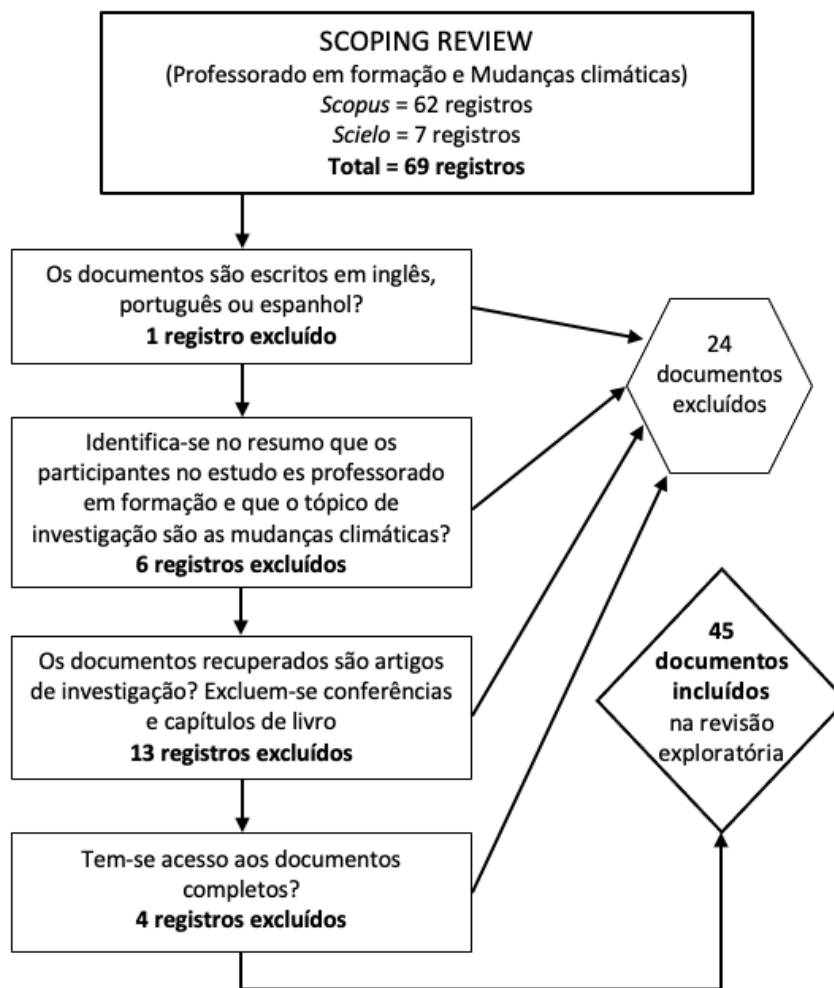 SCOPING REVIEW
(Professorado em formação e Mudanças climáticas)
Scopus = 62 registros
Scielo = 7 registros
Total = 69 registros
Os documentos são escritos em inglês,
português ou espanhol?
1 registro excluído
Identifica-se no resumo que os
participantes no estudo es professorado
em formação e que o tópico de
investigação são as mudanças climáticas?
6 registros excluídos
Os documentos recuperados são artigos
de investigação? Excluem-se conferências
e capítulos de livro
13 registros excluídos
Tem-se acesso aos documentos
completos?
4 registros excluídos
24
documentos
excluídos
45
documentos
incluídos
na revisão
exploratória